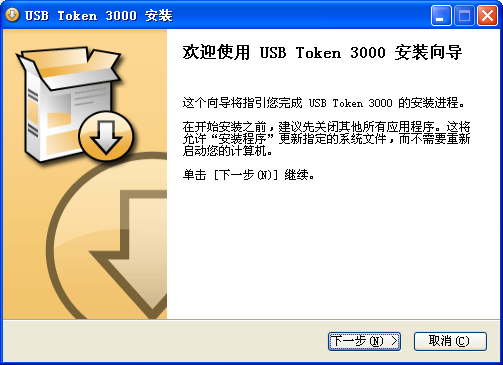 USB Token 3000 安装
欢迎使用 USB Token 3000 安装向导
这个向导将指引您完成 USB Token 3000 的安装进程。
在开始安装之前，建议先关闭其他所有应用程序。这将
允许“安装程序”更新指定的系统文件，而不需要重新
启动您的计算机。
单击 [下一步(N)] 继续。
下一步(N) >
取消(C)